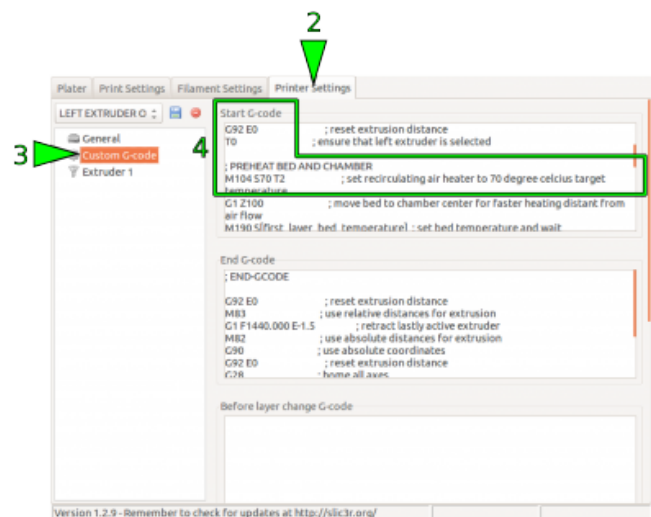 2
Plater Print Settings Filament Settings Printer Settings
LEFT EXTRUDER O
Start G-code
G92 E0 ; reset extrusion distance
T0 ; ensure that left extruder is selected
3
General
4
Custom G-code
; PREHEAT BED AND CHAMBER
Extruder 1
M104 S70 T2 ; set recirculating air heater to 70 degree celcius target
temperature
G1 Z100 ; move bed to chamber center for faster heating distant from
air flow
M190 S[first_layer_bed_temperature] ; set bed temperature and wait
End G-code
; END-GCODE
G92 E0 ; reset extrusion distance
M83 ; use relative distances for extrusion
G1 F1440.000 E-1.5 ; retract lastly active extruder
M82 ; use absolute distances for extrusion
G90 ; use absolute coordinates
G92 E0 ; reset extrusion distance
G28 ; home all axes
Before layer change G-code
Version 1.2.9 - Remember to check for updates at http://slic3r.org/